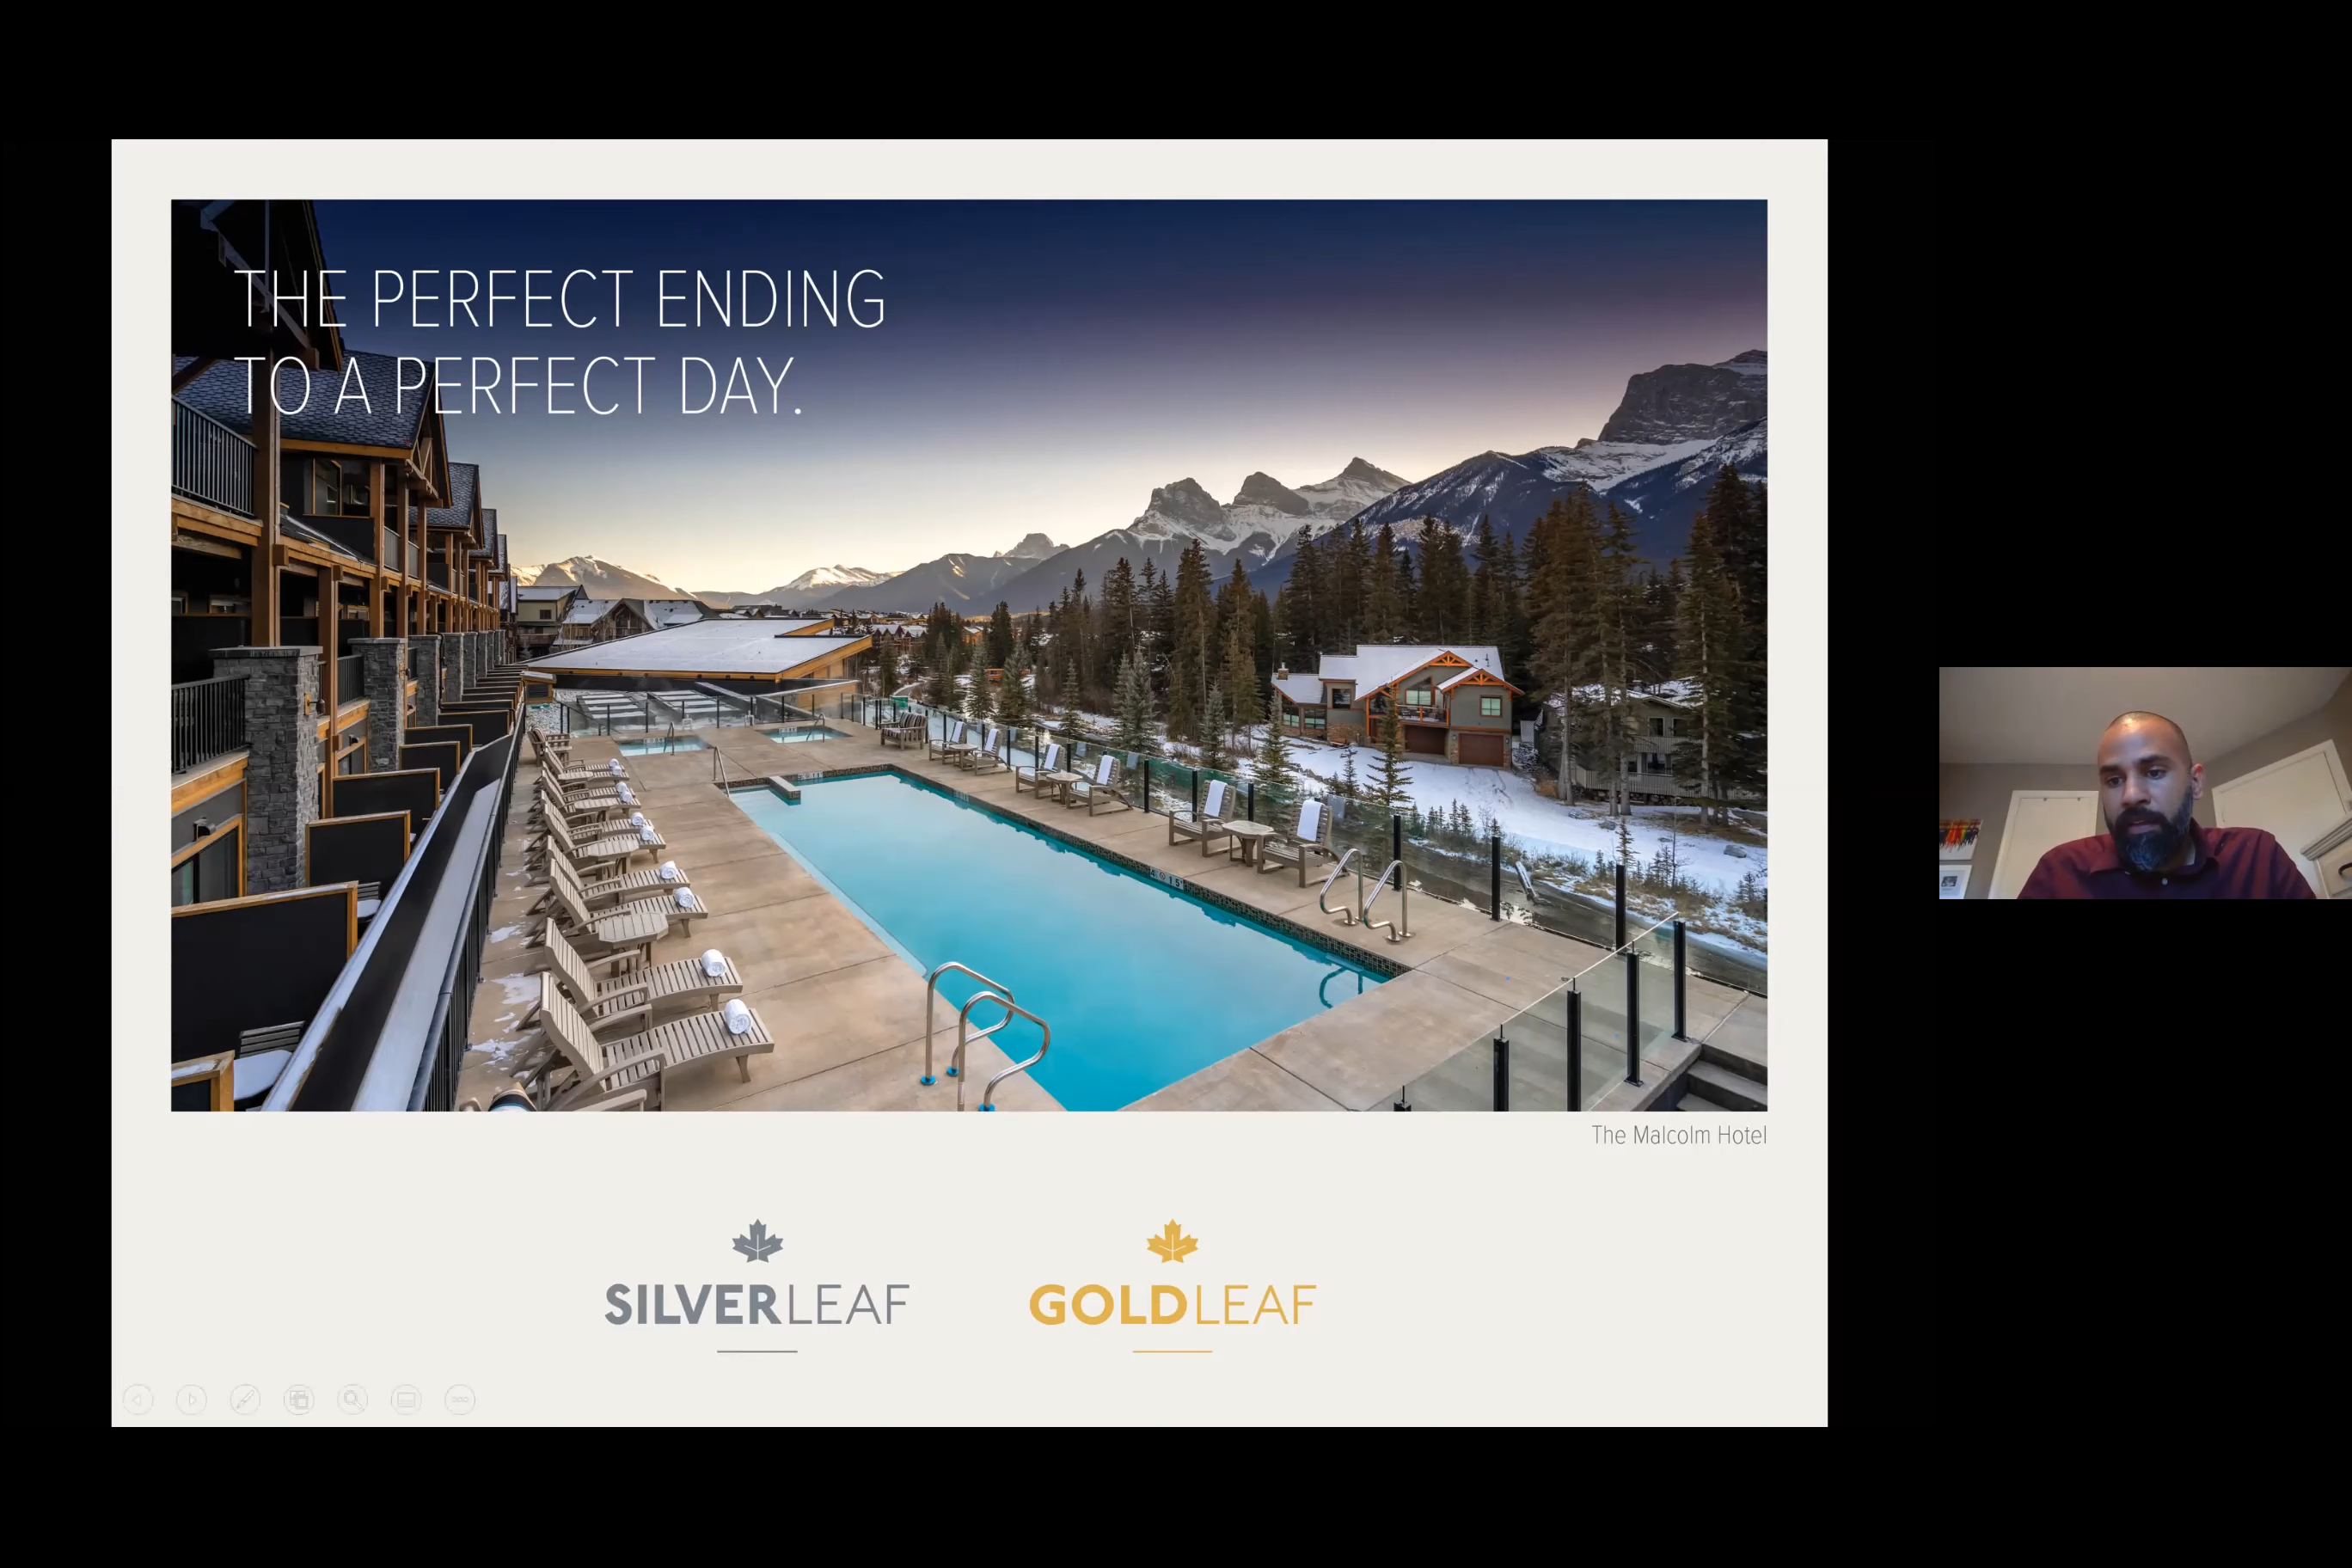 THE PERFECT ENDING
TO A PERFECT DAY.
The Malcolm Hotel
SILVERLEAF
GOLDLEAF